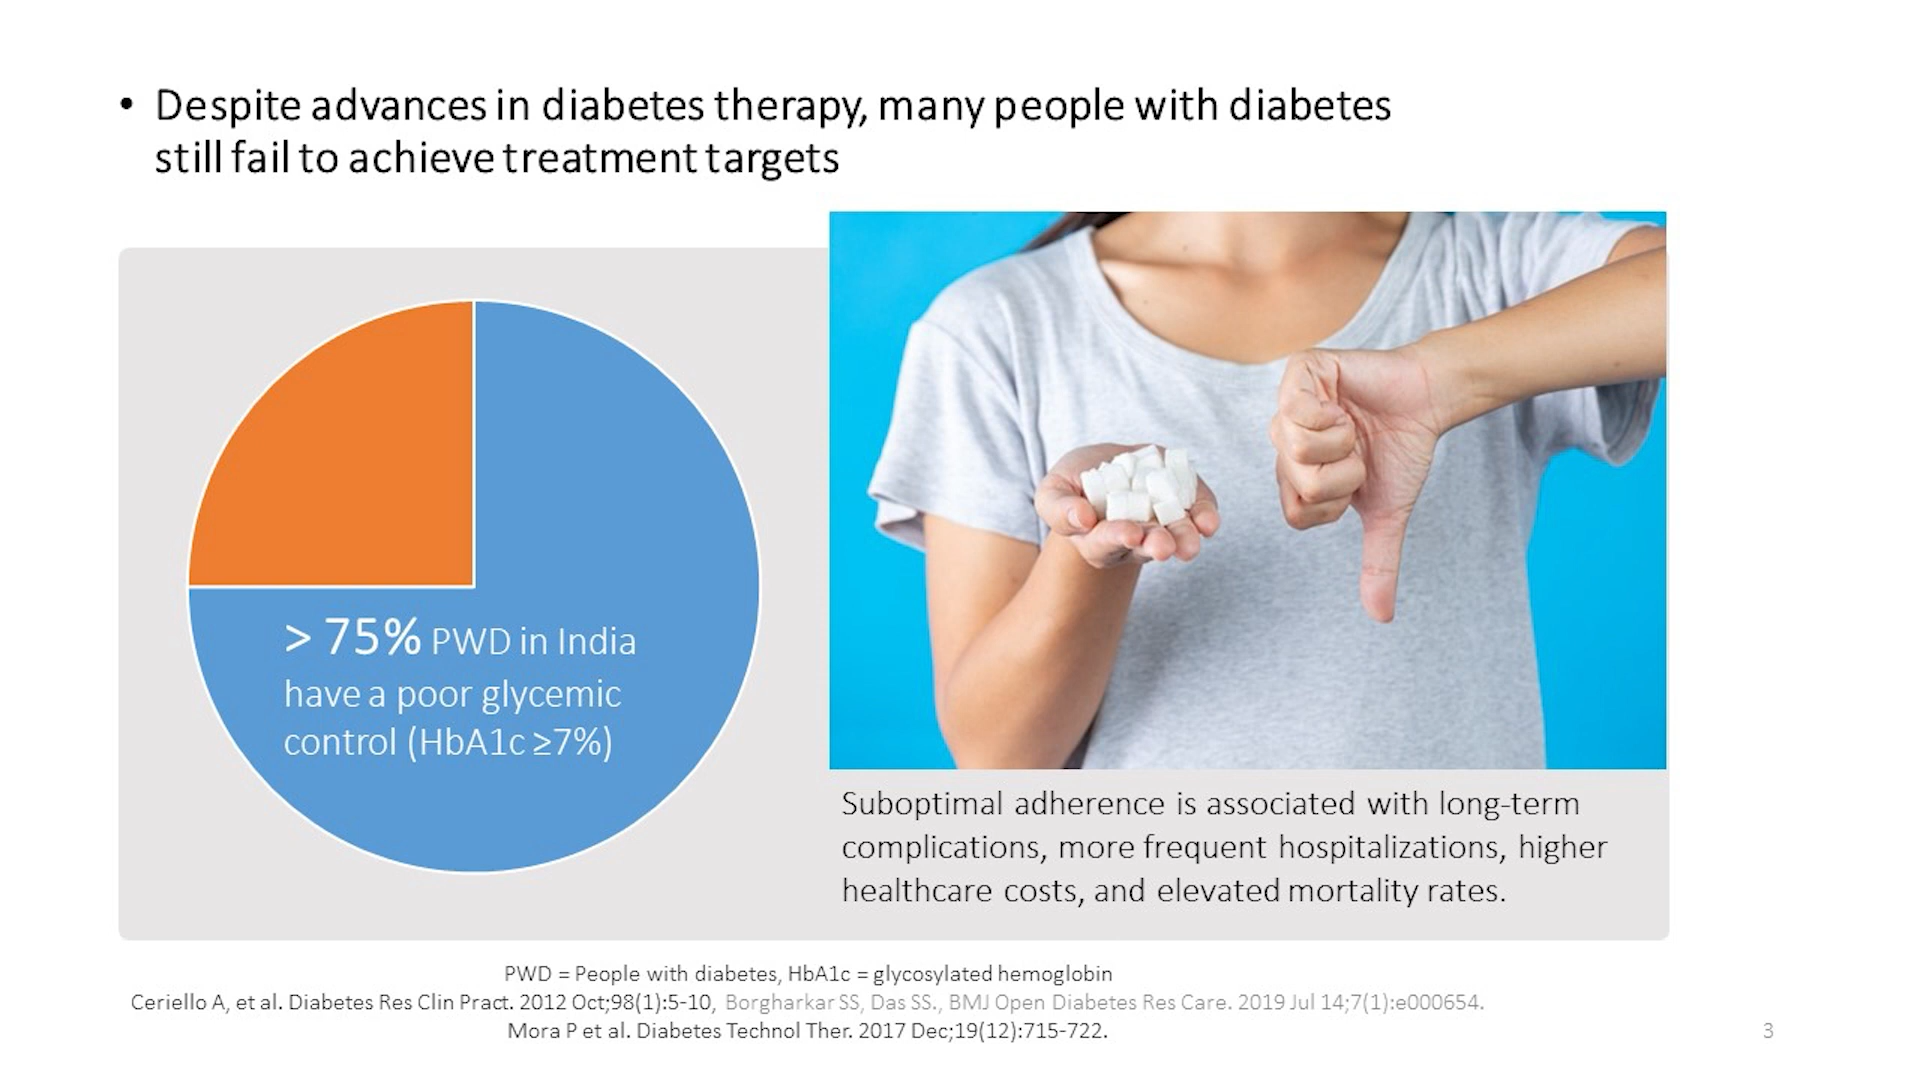 • Despite advances in diabetes therapy, many people with diabetes
still fail to achieve treatment targets
> 75% PWD in India
have a poor glycemic
control (HbA1c ≥7%)
Suboptimal adherence is associated with long-term
complications, more frequent hospitalizations, higher
healthcare costs, and elevated mortality rates.
PWD = People with diabetes, HbA1c = glycosylated hemoglobin
Ceriello A, et al. Diabetes Res Clin Pract. 2012 Oct;98(1):5-10, Borgharkar SS, Das SS., BMJ Open Diabetes Res Care. 2019 Jul 14;7(1):e000654.
Mora P et al. Diabetes Technol Ther. 2017 Dec;19(12):715-722.
3